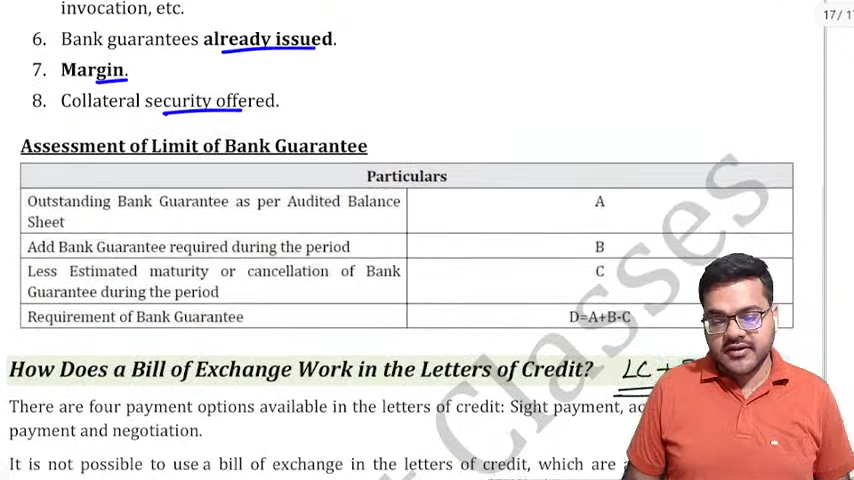 invocation, etc.
17/1
6. Bank guarantees already issued.
7. Margin.
8. Collateral security offered.
Assessment of Limit of Bank Guarantee
Particulars
Outstanding Bank Guarantee as per Audited Balance A
Sheet
Add Bank Guarantee required during the period B
Less Estimated maturity or cancellation of Bank C
Guarantee during the period
Requirement of Bank Guarantee D=A+B-C
How Does a Bill of Exchange Work in the Letters of Credit? LC +
There are four payment options available in the letters of credit: Sight payment,
payment and negotiation.
It is not possible to use a bill of exchange in the letters of credit, which are
Classes